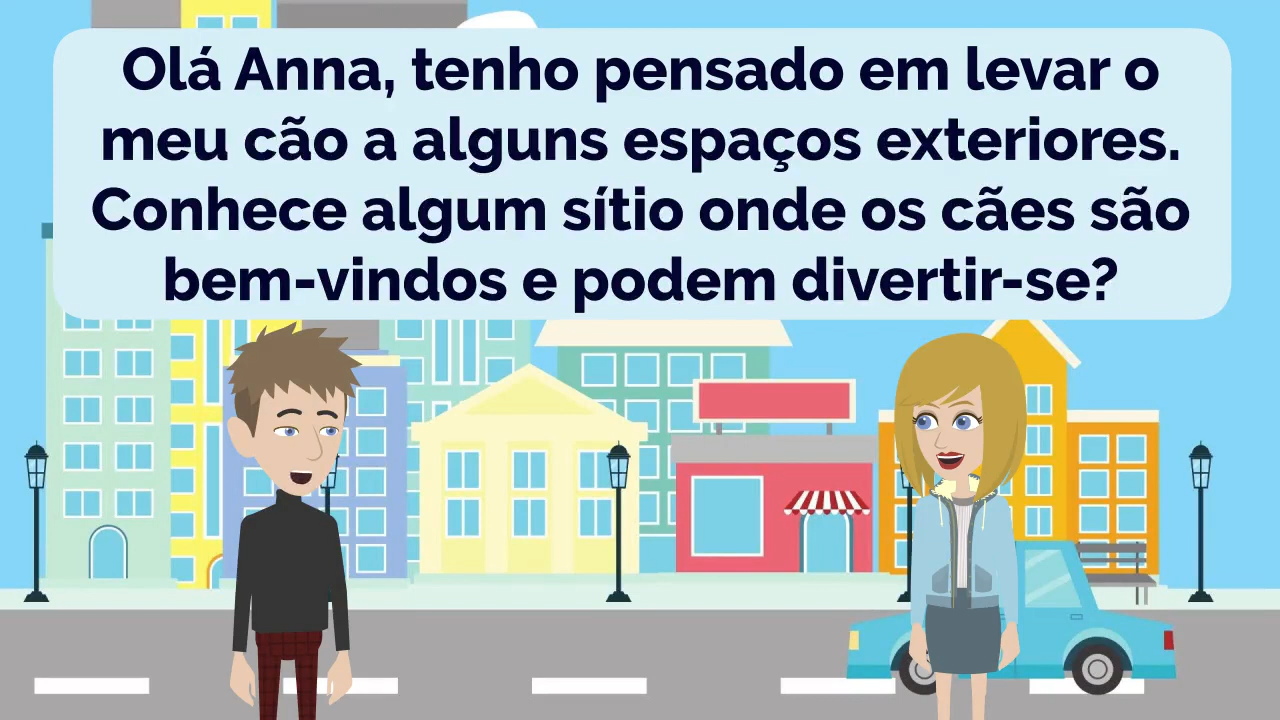 Olá Anna, tenho pensado em levar o
meu cão a alguns espaços exteriores.
Conhece algum sítio onde os cães são
bem-vindos e podem divertir-se?